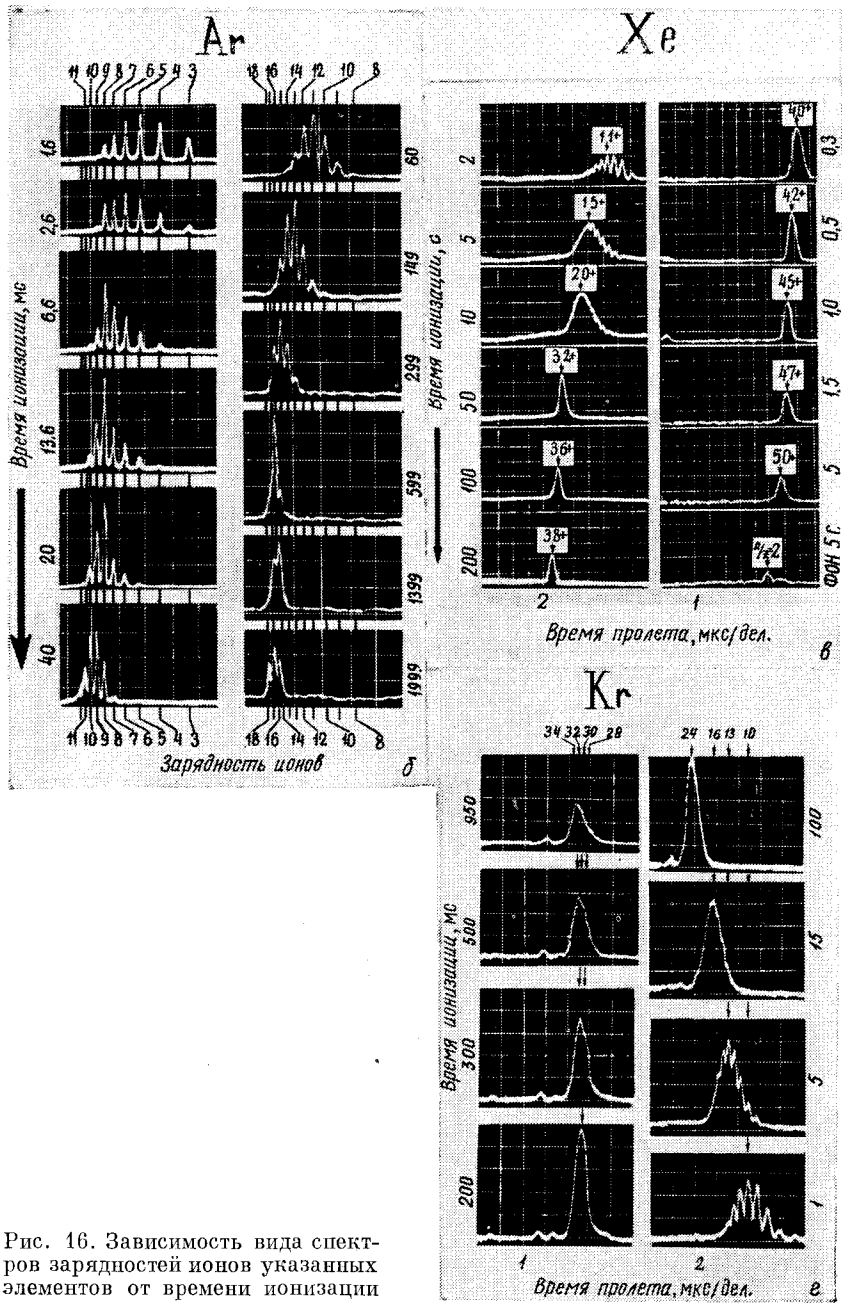 Ar
11 10 9 8 7 6 5 4 3
18 16 14 12 10 8
Время ионизации, мс
1,6
2,6
6,6
13,6
20
40
60
149
299
599
1399
1999
11 10 9 8 7 6 5 4 3
18 16 14 12 10 8
Зарядность ионов
б
Xe
Время ионизации, с
2
11+
5
15+
10
20+
50
32+
100
36+
200
38+
40+
0,3
42+
0,5
45+
1,0
47+
1,5
50+
5
A/z=2
ФОН 5 с.
2
1
Время пролета, мкс/дел.
в
Kr
34 32 30 28
24 16 13 10
Время ионизации, мс
950
500
300
200
100
15
5
1
1
2
Время пролета, мкс/дел.
г
Рис. 16. Зависимость вида спект-
ров зарядностей ионов указанных
элементов от времени ионизации